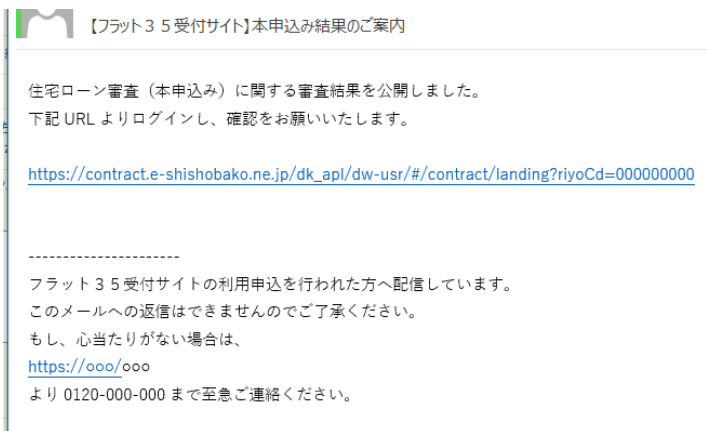 【フラット３５受付サイト】本申込み結果のご案内
住宅ローン審査（本申込み）に関する審査結果を公開しました。
下記 URL よりログインし、確認をお願いいたします。
https://contract.e-shishobako.ne.jp/dk_apl/dw-usr/#/contract/landing?riyoCd=000000000
----------------------
フラット３５受付サイトの利用申込を行われた方へ配信しています。
このメールへの返信はできませんのでご了承ください。
もし、心当たりがない場合は、
https://ooo/ooo
より 0120-000-000 まで至急ご連絡ください。